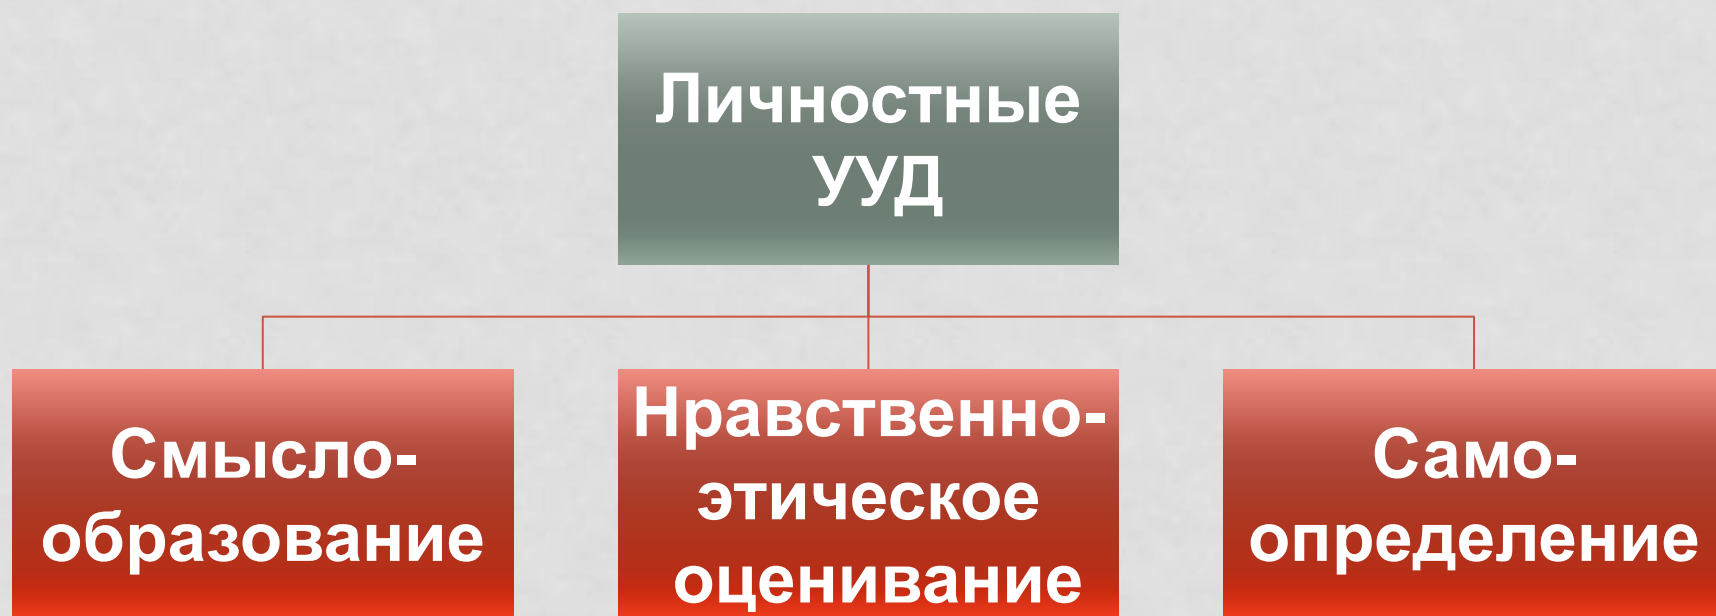 Личностные
УУД
Смысло-
образование
Нравственно-
этическое
оценивание
Само-
определение